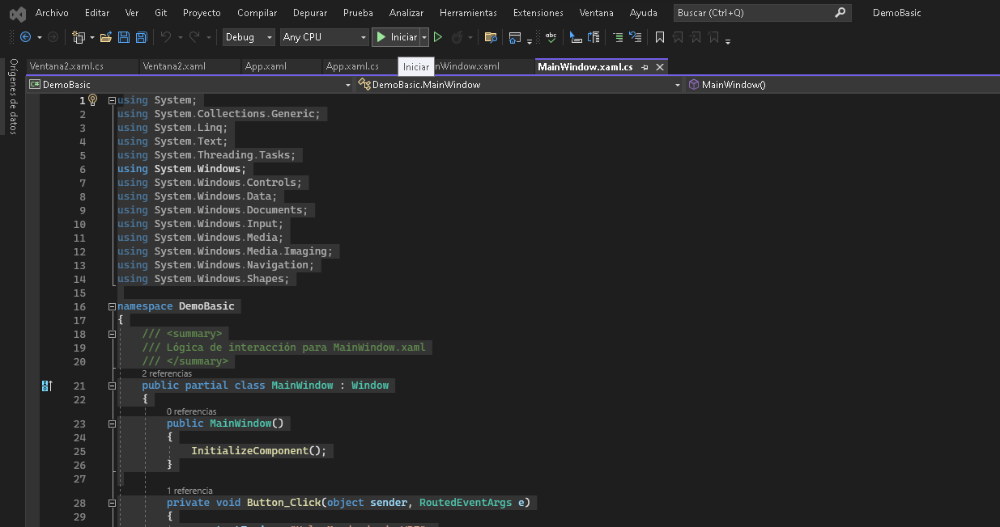 Archivo Editar Ver Git Proyecto Compilar Depurar Prueba Analizar Herramientas Extensiones Ventana Ayuda Buscar (Ctrl+Q) DemoBasic
Debug Any CPU Iniciar
Ventana2.xaml.cs Ventana2.xaml App.xaml App.xaml.cs nWindow.xaml MainWindow.xaml.cs
Iniciar
Orígenes de datos
C# DemoBasic DemoBasic.MainWindow MainWindow()
1 using System;
2 using System.Collections.Generic;
3 using System.Linq;
4 using System.Text;
5 using System.Threading.Tasks;
6 using System.Windows;
7 using System.Windows.Controls;
8 using System.Windows.Data;
9 using System.Windows.Documents;
10 using System.Windows.Input;
11 using System.Windows.Media;
12 using System.Windows.Media.Imaging;
13 using System.Windows.Navigation;
14 using System.Windows.Shapes;
15
16 namespace DemoBasic
17 {
18 /// <summary>
19 /// Lógica de interacción para MainWindow.xaml
20 /// </summary>
2 referencias
21 public partial class MainWindow : Window
22 {
0 referencias
23 public MainWindow()
24 {
25 InitializeComponent();
26 }
27
1 referencia
28 private void Button_Click(object sender, RoutedEventArgs e)
29 {